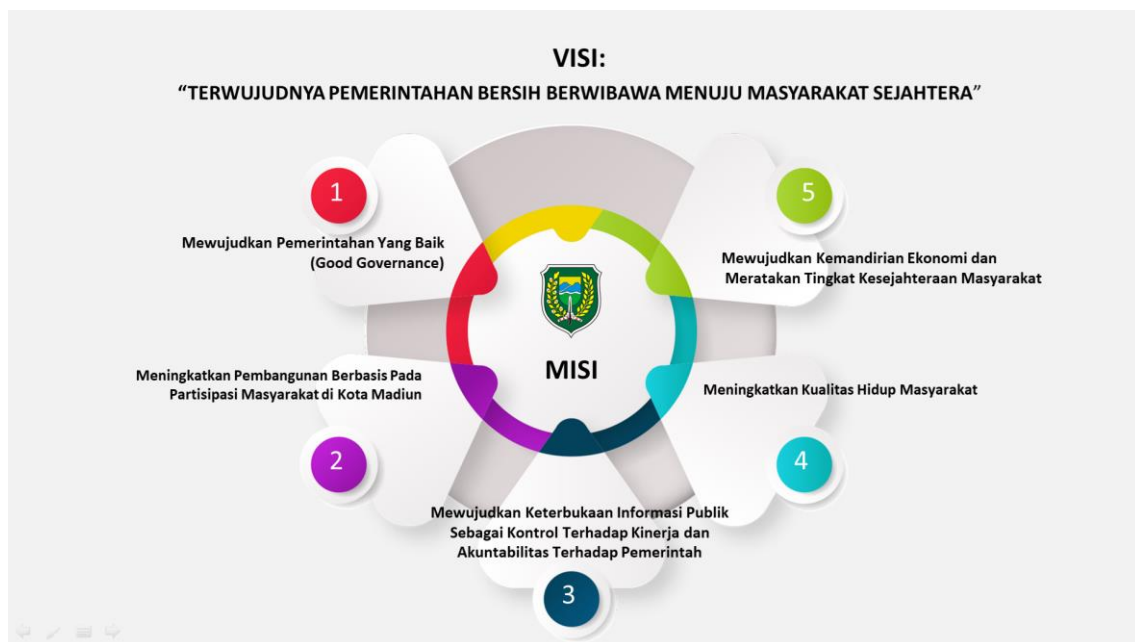 VISI:
“TERWUJUDNYA PEMERINTAHAN BERSIH BERWIBAWA MENUJU MASYARAKAT SEJAHTERA”
1
Mewujudkan Pemerintahan Yang Baik
(Good Governance)
Meningkatkan Pembangunan Berbasis Pada
Partisipasi Masyarakat di Kota Madiun
2
Mewujudkan Keterbukaan Informasi Publik
Sebagai Kontrol Terhadap Kinerja dan
Akuntabilitas Terhadap Pemerintah
3
Meningkatkan Kualitas Hidup Masyarakat
4
5
Mewujudkan Kemandirian Ekonomi dan
Meratakan Tingkat Kesejahteraan Masyarakat
MISI